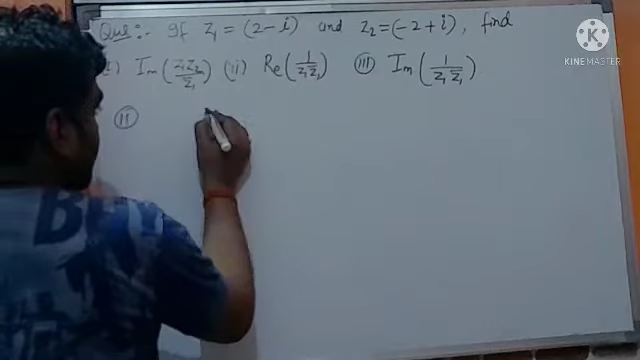 Que:- If z₁ = (2-i) and z₂ = (-2+i), find
(i) Im(z₁z₂/z̄₁) (ii) Re(1/z₁z̄₁) (iii) Im(1/z₁z̄₁)
(ii)
K
KINEMASTER